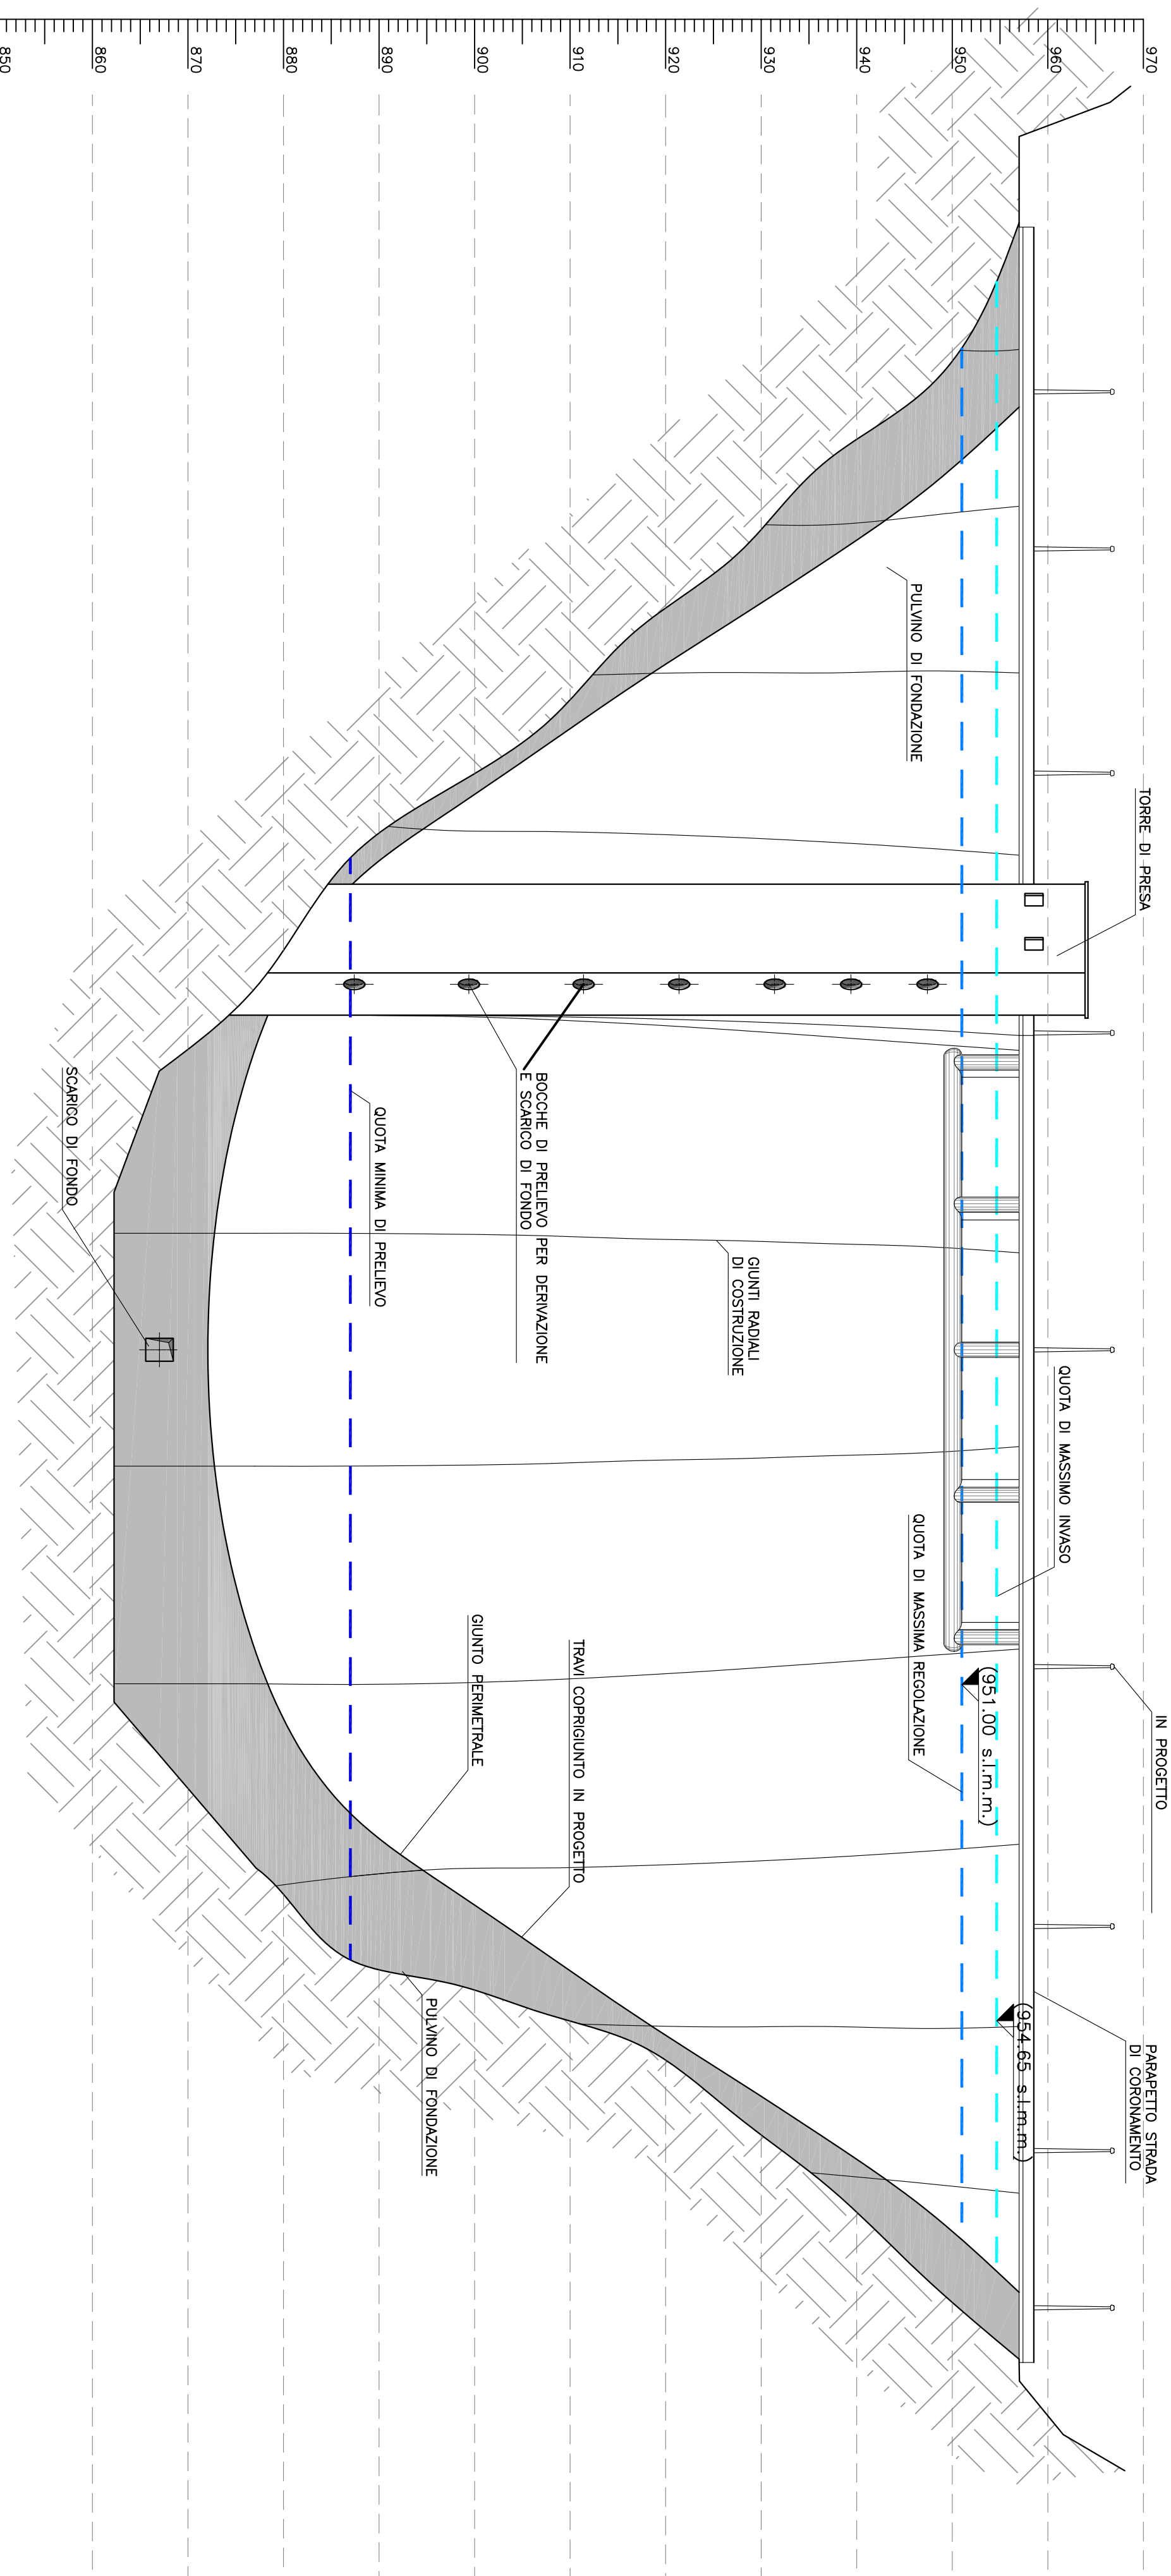 970
960
950
940
930
920
910
900
890
880
870
860
850
IN PROGETTO
PARAPETTO STRADA
DI CORONAMENTO
TORRE DI PRESA
QUOTA DI MASSIMO INVASO
(954.65 s.l.m.m.)
(951.00 s.l.m.m.)
QUOTA DI MASSIMA REGOLAZIONE
PULVINO DI FONDAZIONE
GIUNTI RADIALI
DI COSTRUZIONE
TRAVI COPRIGIUNTO IN PROGETTO
BOCCHE DI PRELIEVO PER DERIVAZIONE
E SCARICO DI FONDO
GIUNTO PERIMETRALE
PULVINO DI FONDAZIONE
QUOTA MINIMA DI PRELIEVO
SCARICO DI FONDO